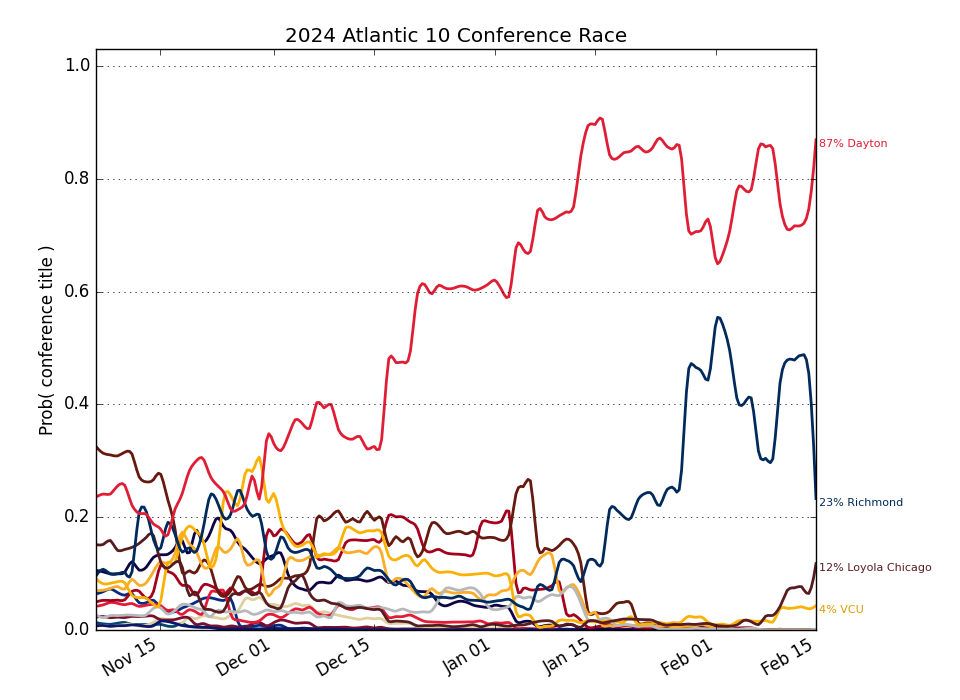 2024 Atlantic 10 Conference Race
Prob( conference title )
1.0
0.8
0.6
0.4
0.2
0.0
Nov 15
Dec 01
Dec 15
Jan 01
Jan 15
Feb 01
Feb 15
87% Dayton
23% Richmond
12% Loyola Chicago
4% VCU